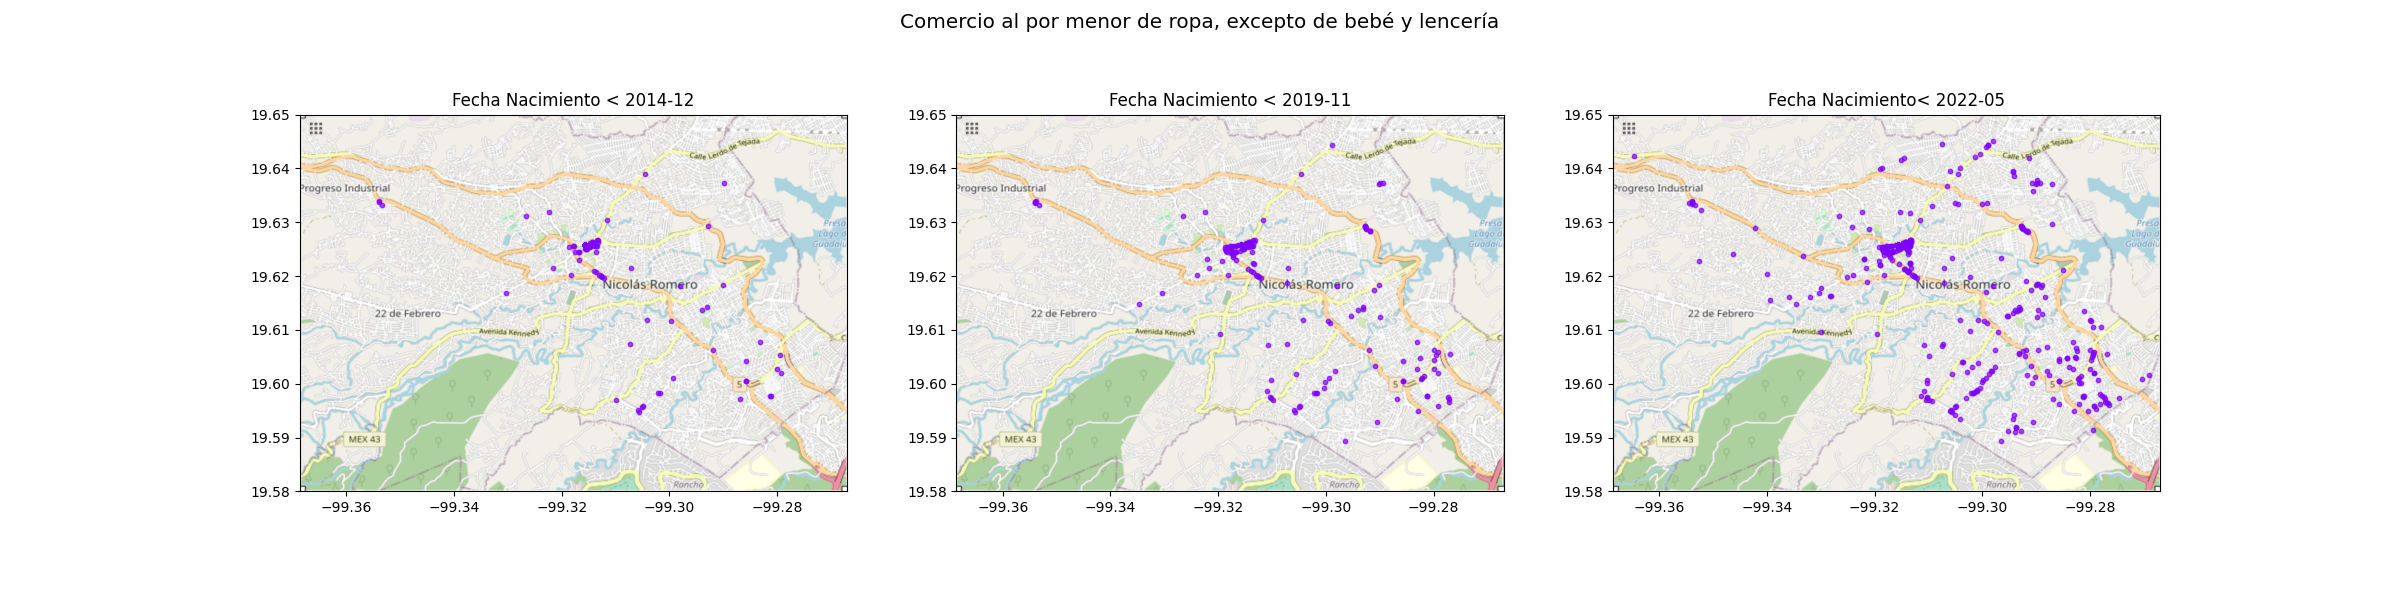 Comercio al por menor de ropa, excepto de bebé y lencería
Fecha Nacimiento < 2014-12
19.65
19.64
19.63
19.62
19.61
19.60
19.59
19.58
−99.36
−99.34
−99.32
−99.30
−99.28
Calle Lerdo de Tejada
Progreso Industrial
Presa
Lago d
Guadalu
Nicolás Romero
22 de Febrero
Avenida Kennedy
5
MEX 43
Rancho
Fecha Nacimiento < 2019-11
19.65
19.64
19.63
19.62
19.61
19.60
19.59
19.58
−99.36
−99.34
−99.32
−99.30
−99.28
Calle Lerdo de Tejada
Progreso Industrial
Presa
Lago d
Guadalu
Nicolás Romero
22 de Febrero
Avenida Kennedy
5
MEX 43
Rancho
Fecha Nacimiento< 2022-05
19.65
19.64
19.63
19.62
19.61
19.60
19.59
19.58
−99.36
−99.34
−99.32
−99.30
−99.28
Calle Lerdo de Tejada
Progreso Industrial
Presa
Lago d
Guadalu
Nicolás Romero
22 de Febrero
Avenida Kennedy
5
MEX 43
Rancho